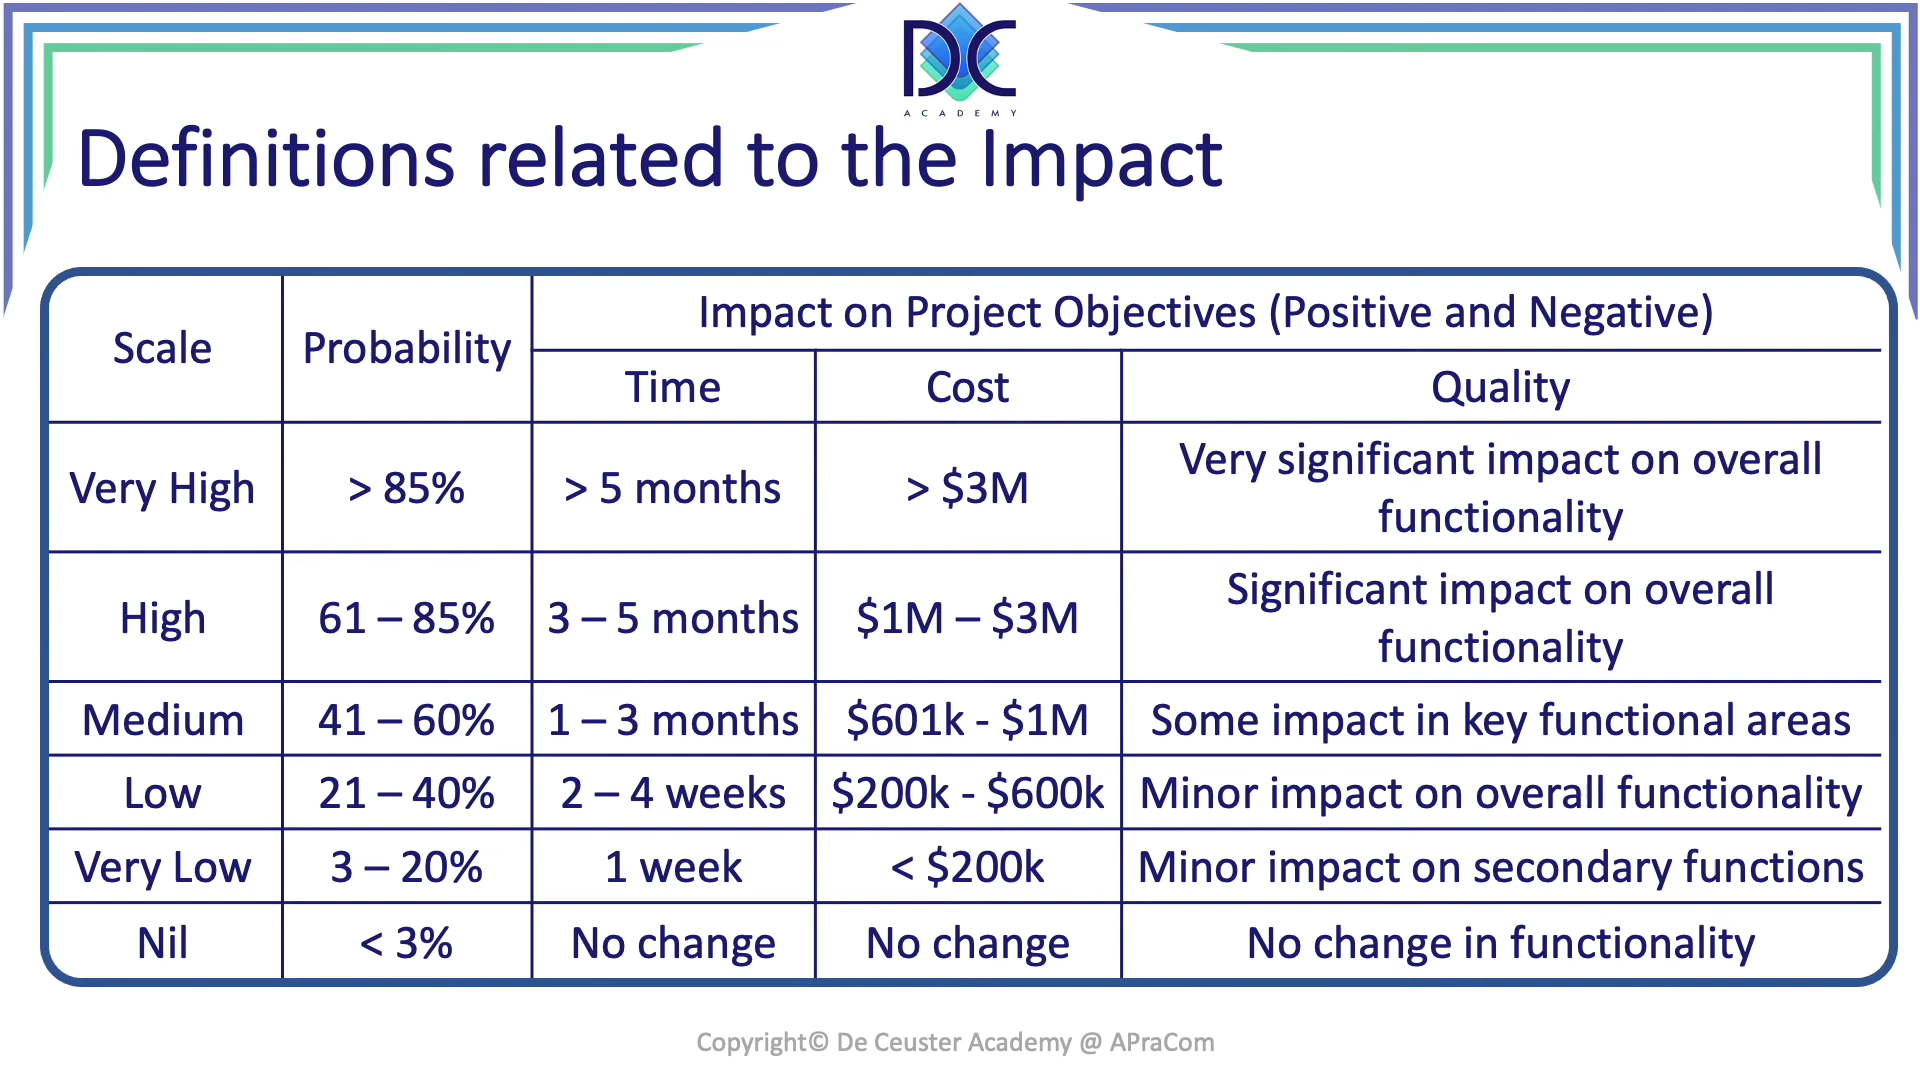 DC
ACADEMY
Definitions related to the Impact
Scale
Probability
Impact on Project Objectives (Positive and Negative)
Time
Cost
Quality
Very High
> 85%
> 5 months
> $3M
Very significant impact on overall
functionality
High
61 – 85%
3 – 5 months
$1M – $3M
Significant impact on overall
functionality
Medium
41 – 60%
1 – 3 months
$601k - $1M
Some impact in key functional areas
Low
21 – 40%
2 – 4 weeks
$200k - $600k
Minor impact on overall functionality
Very Low
3 – 20%
1 week
< $200k
Minor impact on secondary functions
Nil
< 3%
No change
No change
No change in functionality
Copyright© De Ceuster Academy @ APraCom